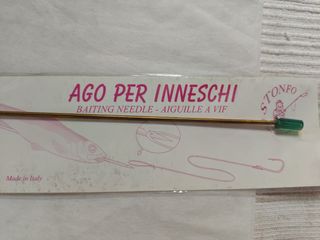 AGO PER INNESCHI
BAITING NEEDLE - AIGUILLE A VIF
STONFO
Made in Italy